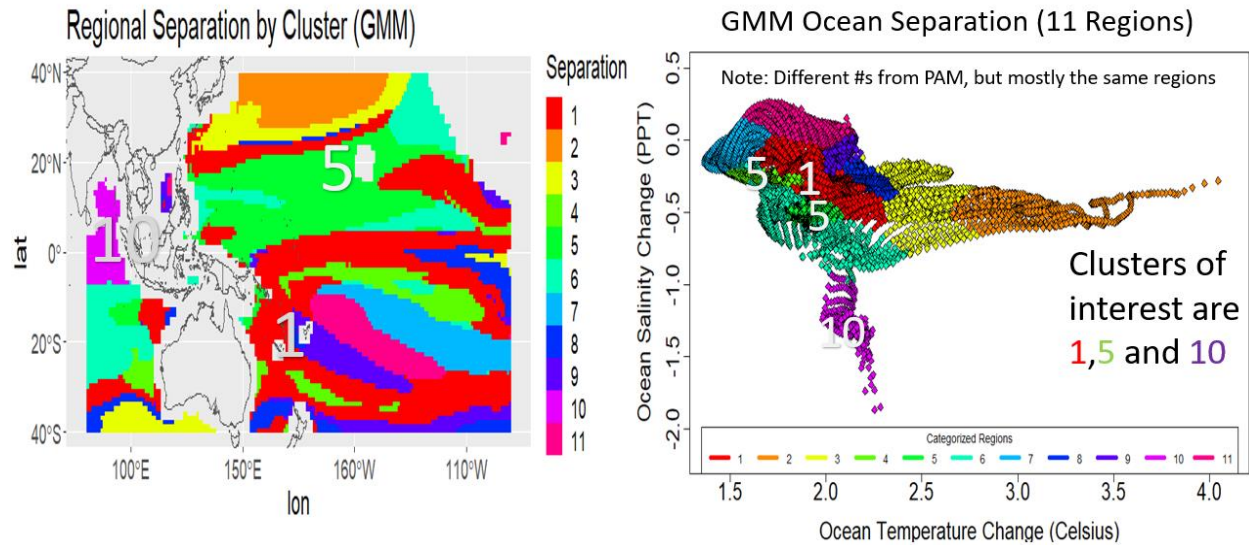 Regional Separation by Cluster (GMM)
40°N
20°N
0°
20°S
40°S
lat
100°E
150°E
160°W
110°W
lon
5
10
1
Separation
1
2
3
4
5
6
7
8
9
10
11
GMM Ocean Separation (11 Regions)
Note: Different #s from PAM, but mostly the same regions
Ocean Salinity Change (PPT)
0.5
0.0
-0.5
-1.0
-1.5
-2.0
5
1
5
10
Clusters of
interest are
1,5 and 10
Categorized Regions
1 2 3 4 5 6 7 8 9 10 11
1.5 2.0 2.5 3.0 3.5 4.0
Ocean Temperature Change (Celsius)